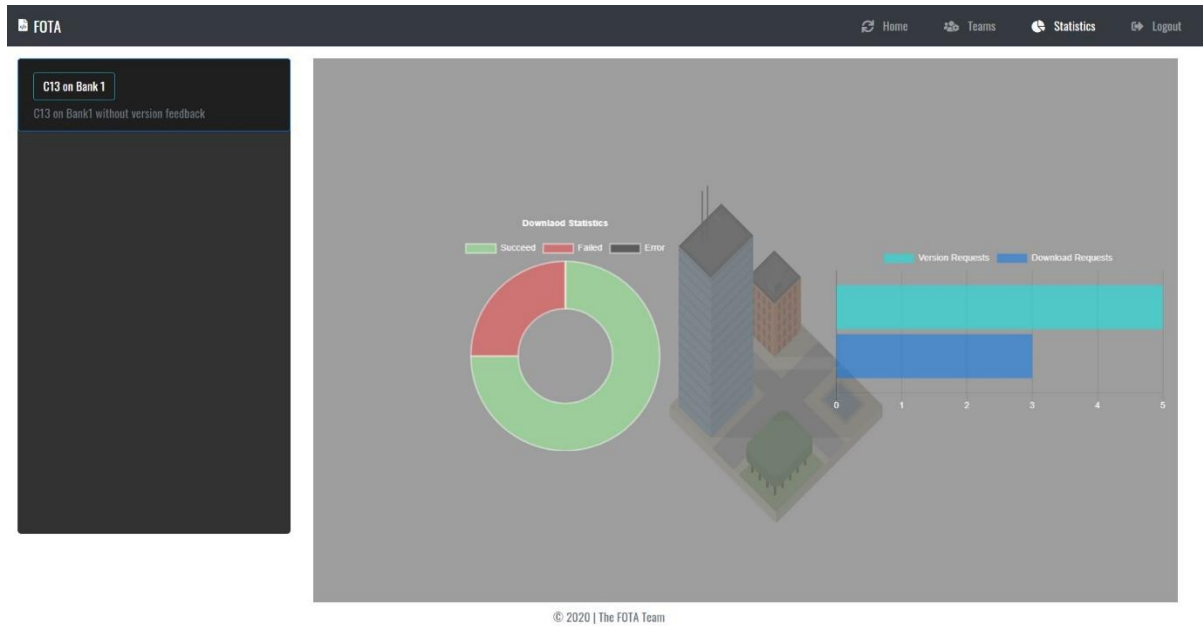 FOTA
Home Teams Statistics Logout
C13 on Bank 1
C13 on Bank1 without version feedback
Downlaod Statistics
Succeed Failed Error
Version Requests Download Requests
0 1 2 3 4 5
© 2020 | The FOTA Team